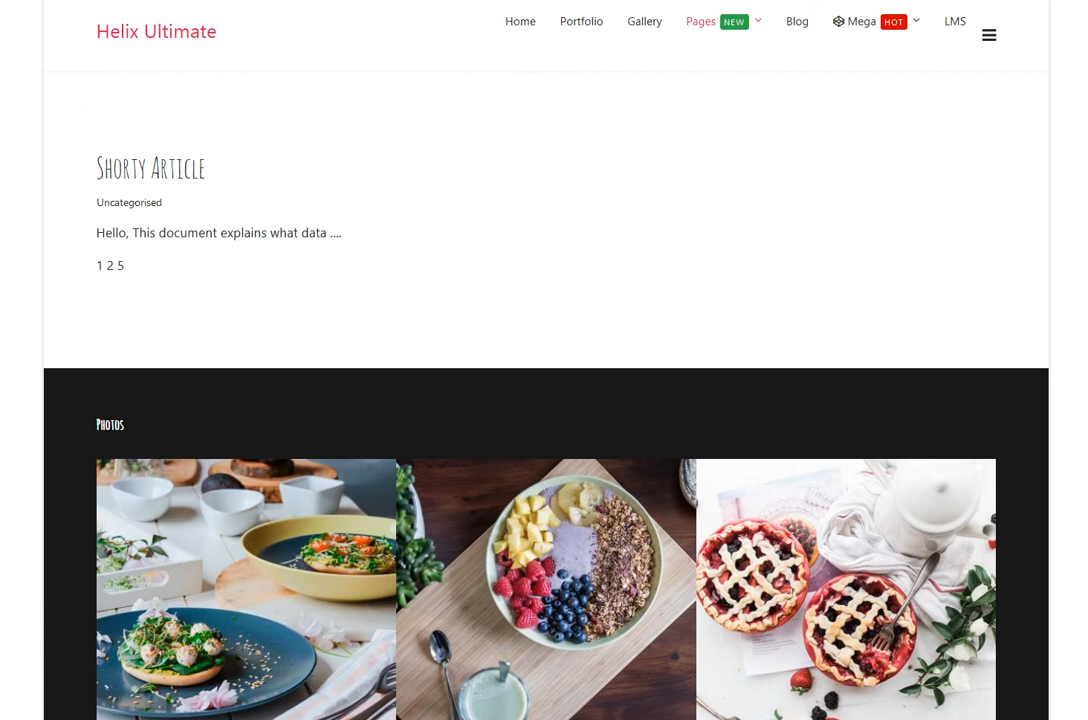 Helix Ultimate
Home Portfolio Gallery Pages NEW Blog Mega HOT LMS
Shorty Article
Uncategorised
Hello, This document explains what data ....
1 2 5
Photos